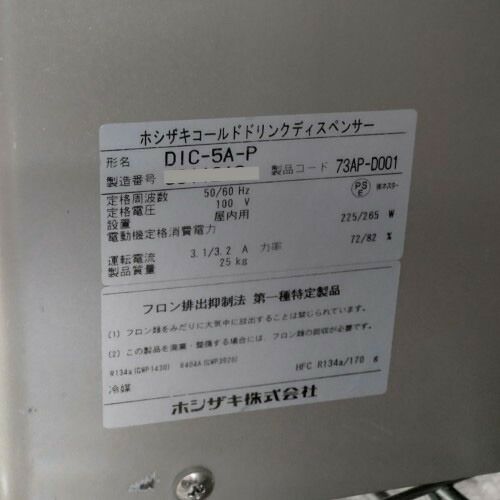 ホシザキコールドドリンクディスペンサー
形名 DIC-5A-P
製造番号 製品コード 73AP-D001
定格周波数 50/60 Hz
定格電圧 100 V
設置 屋内用
電動機定格消費電力 225/265 W
運転電流 3.1/3.2 A 力率 72/82 %
製品質量 25 kg
フロン排出抑制法 第一種特定製品
(1) フロン類をみだりに大気中に放出することは禁じられています。
(2) この製品を廃棄・整備する場合には、フロン類の回収が必要です。
R134a(GWP1430) R404A(GWP3920)
冷媒 HFC R134a/170 g
ホシザキ株式会社